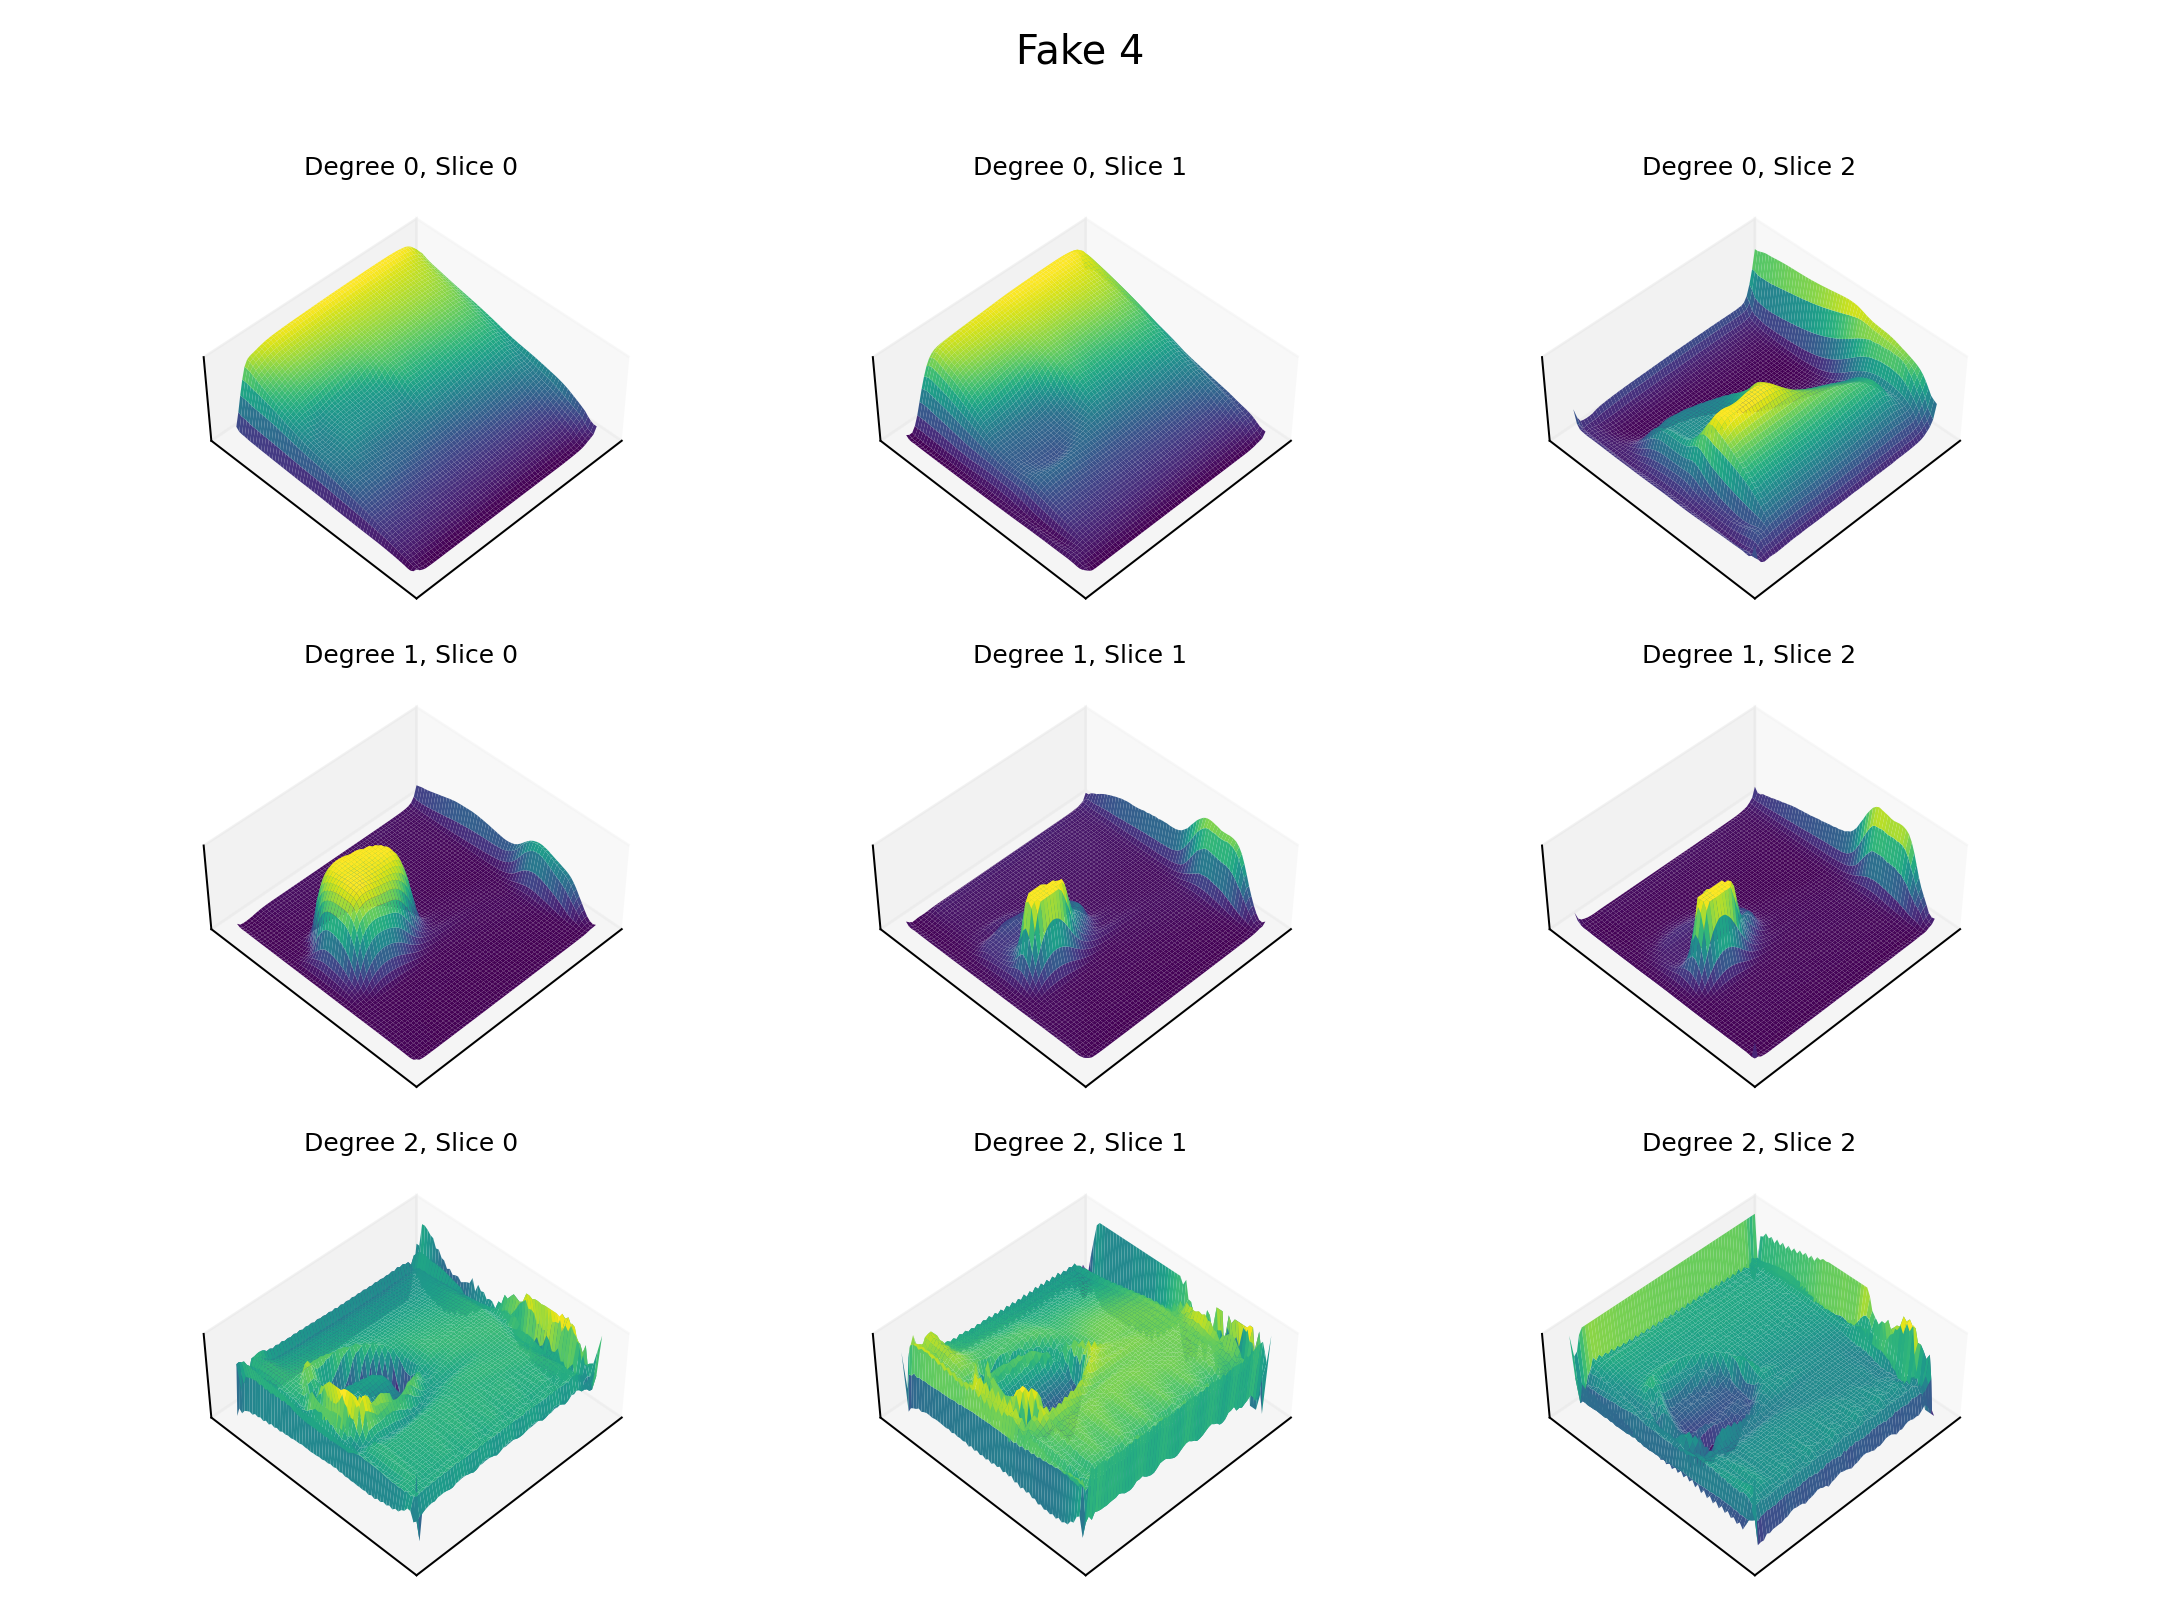 Fake 4
Degree 0, Slice 0
Degree 0, Slice 1
Degree 0, Slice 2
Degree 1, Slice 0
Degree 1, Slice 1
Degree 1, Slice 2
Degree 2, Slice 0
Degree 2, Slice 1
Degree 2, Slice 2